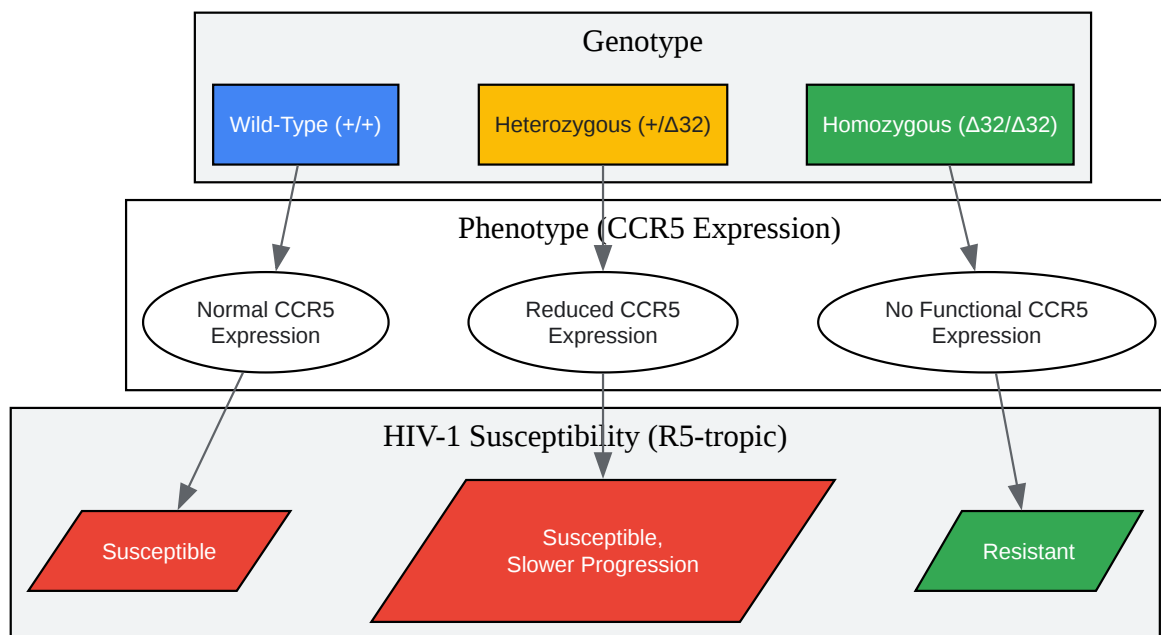 Genotype
Wild-Type (+/+)
Heterozygous (+/Δ32)
Homozygous (Δ32/Δ32)
Phenotype (CCR5 Expression)
Normal CCR5
Expression
Reduced CCR5
Expression
No Functional CCR5
Expression
HIV-1 Susceptibility (R5-tropic)
Susceptible
Susceptible,
Slower Progression
Resistant